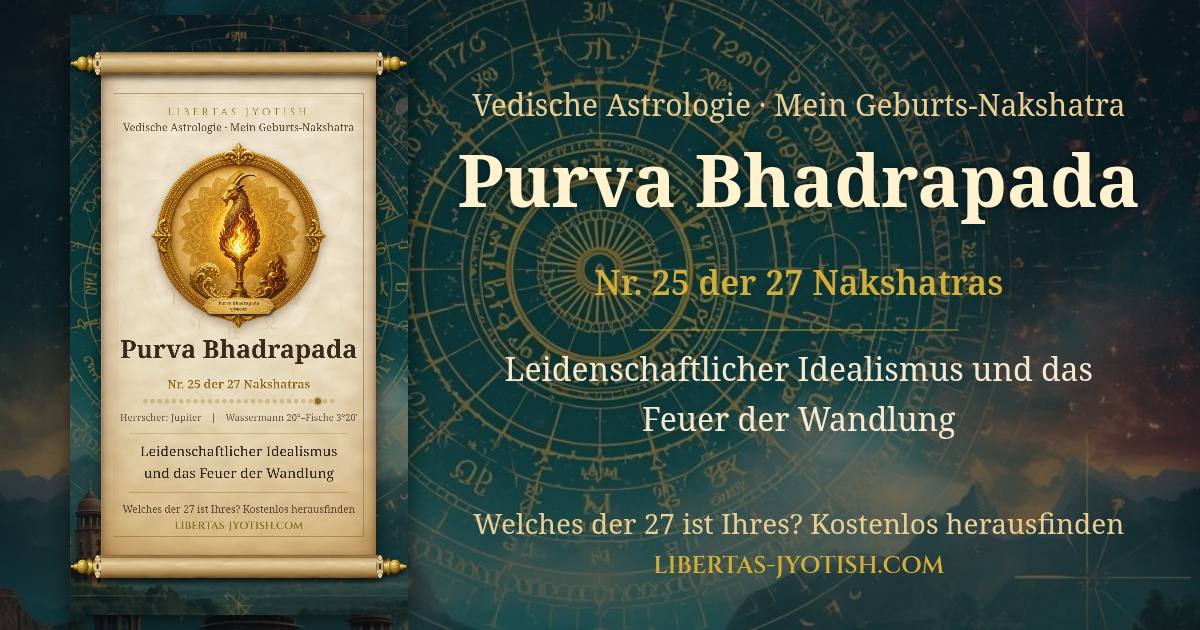 LIBERTAS JYOTISH
Vedische Astrologie · Mein Geburts-Nakshatra
Purva Bhadrapada
Purva Bhadrapada
Nr. 25 der 27 Nakshatras
Herrscher: Jupiter | Wassermann 20°–Fische 3°20'
Leidenschaftlicher Idealismus
und das Feuer der Wandlung
Welches der 27 ist Ihres? Kostenlos herausfinden
LIBERTAS-JYOTISH.COM
Vedische Astrologie · Mein Geburts-Nakshatra
Purva Bhadrapada
Nr. 25 der 27 Nakshatras
Leidenschaftlicher Idealismus und das
Feuer der Wandlung
Welches der 27 ist Ihres? Kostenlos herausfinden
LIBERTAS-JYOTISH.COM